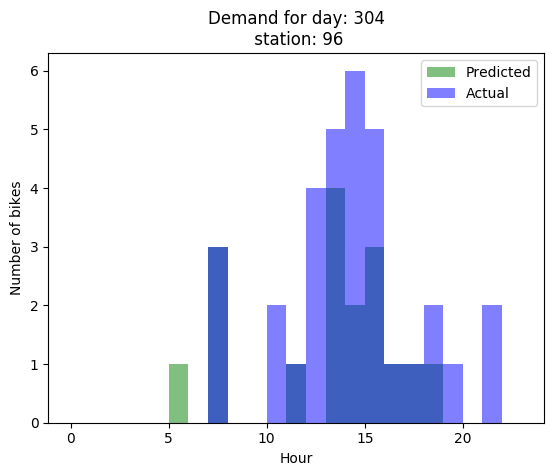 Demand for day: 304
station: 96
Predicted
Actual
Number of bikes
6
5
4
3
2
1
0
0
5
10
15
20
Hour